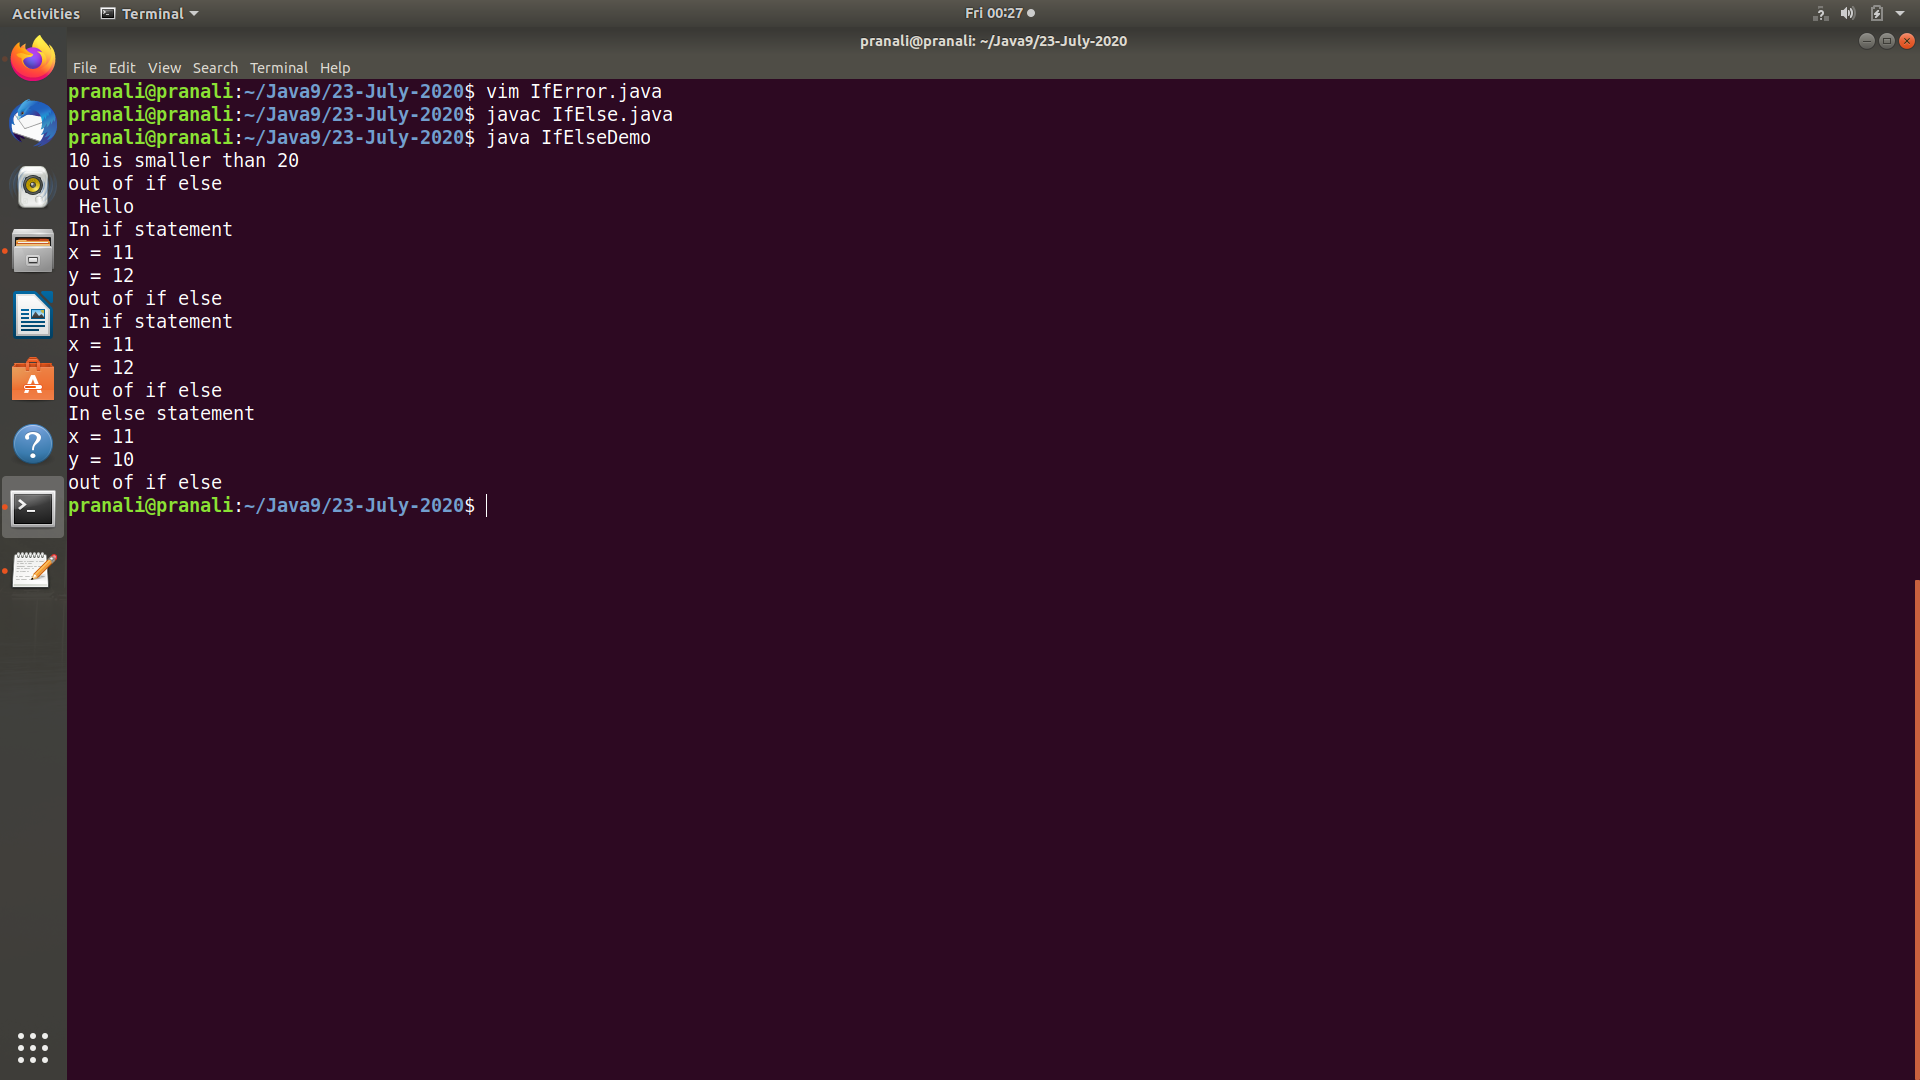 Activities Terminal Fri 00:27
pranali@pranali: ~/Java9/23-July-2020
File Edit View Search Terminal Help
pranali@pranali:~/Java9/23-July-2020$ vim IfError.java
pranali@pranali:~/Java9/23-July-2020$ javac IfElse.java
pranali@pranali:~/Java9/23-July-2020$ java IfElseDemo
10 is smaller than 20
out of if else
 Hello
In if statement
x = 11
y = 12
out of if else
In if statement
x = 11
y = 12
out of if else
In else statement
x = 11
y = 10
out of if else
pranali@pranali:~/Java9/23-July-2020$